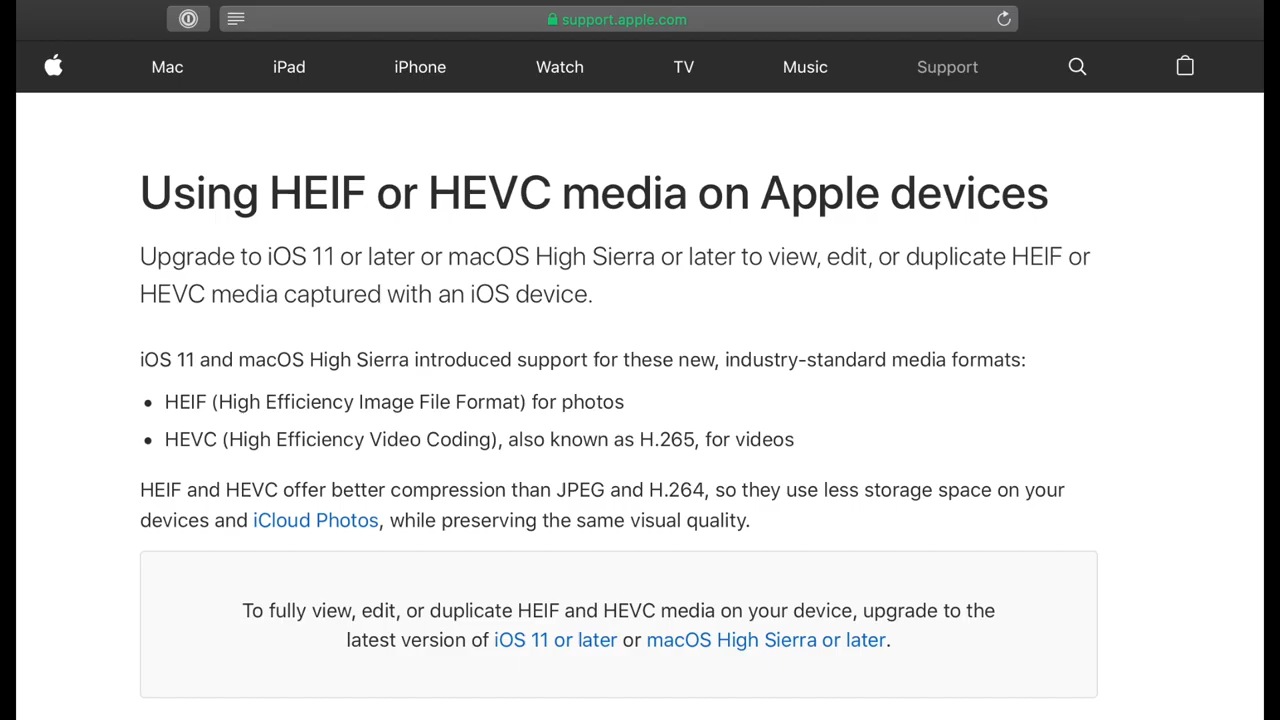 support.apple.com
Mac iPad iPhone Watch TV Music Support
Using HEIF or HEVC media on Apple devices
Upgrade to iOS 11 or later or macOS High Sierra or later to view, edit, or duplicate HEIF or
HEVC media captured with an iOS device.
iOS 11 and macOS High Sierra introduced support for these new, industry-standard media formats:
• HEIF (High Efficiency Image File Format) for photos
• HEVC (High Efficiency Video Coding), also known as H.265, for videos
HEIF and HEVC offer better compression than JPEG and H.264, so they use less storage space on your
devices and iCloud Photos, while preserving the same visual quality.
To fully view, edit, or duplicate HEIF and HEVC media on your device, upgrade to the
latest version of iOS 11 or later or macOS High Sierra or later.